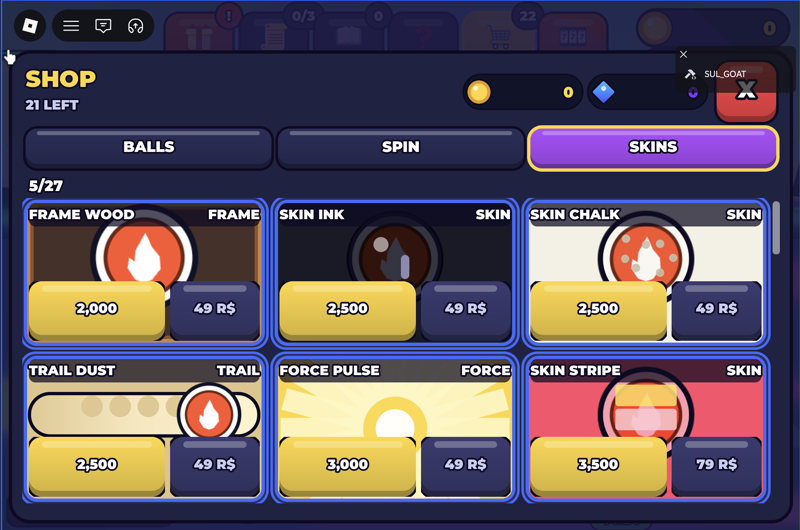 ! 0/3 0 ? 22 0
SUL_GOAT
SHOP
21 LEFT
0 0 X
BALLS SPIN SKINS
5/27
FRAME WOOD FRAME SKIN INK SKIN SKIN CHALK SKIN
2,000 49 R$ 2,500 49 R$ 2,500 49 R$
TRAIL DUST TRAIL FORCE PULSE FORCE SKIN STRIPE SKIN
2,500 49 R$ 3,000 49 R$ 3,500 79 R$